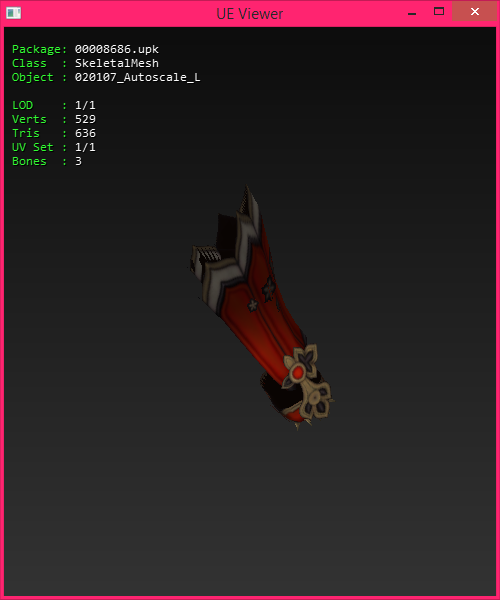 UE Viewer
Package: 00008686.upk
Class  : SkeletalMesh
Object : 020107_Autoscale_L
LOD    : 1/1
Verts  : 529
Tris   : 636
UV Set : 1/1
Bones  : 3